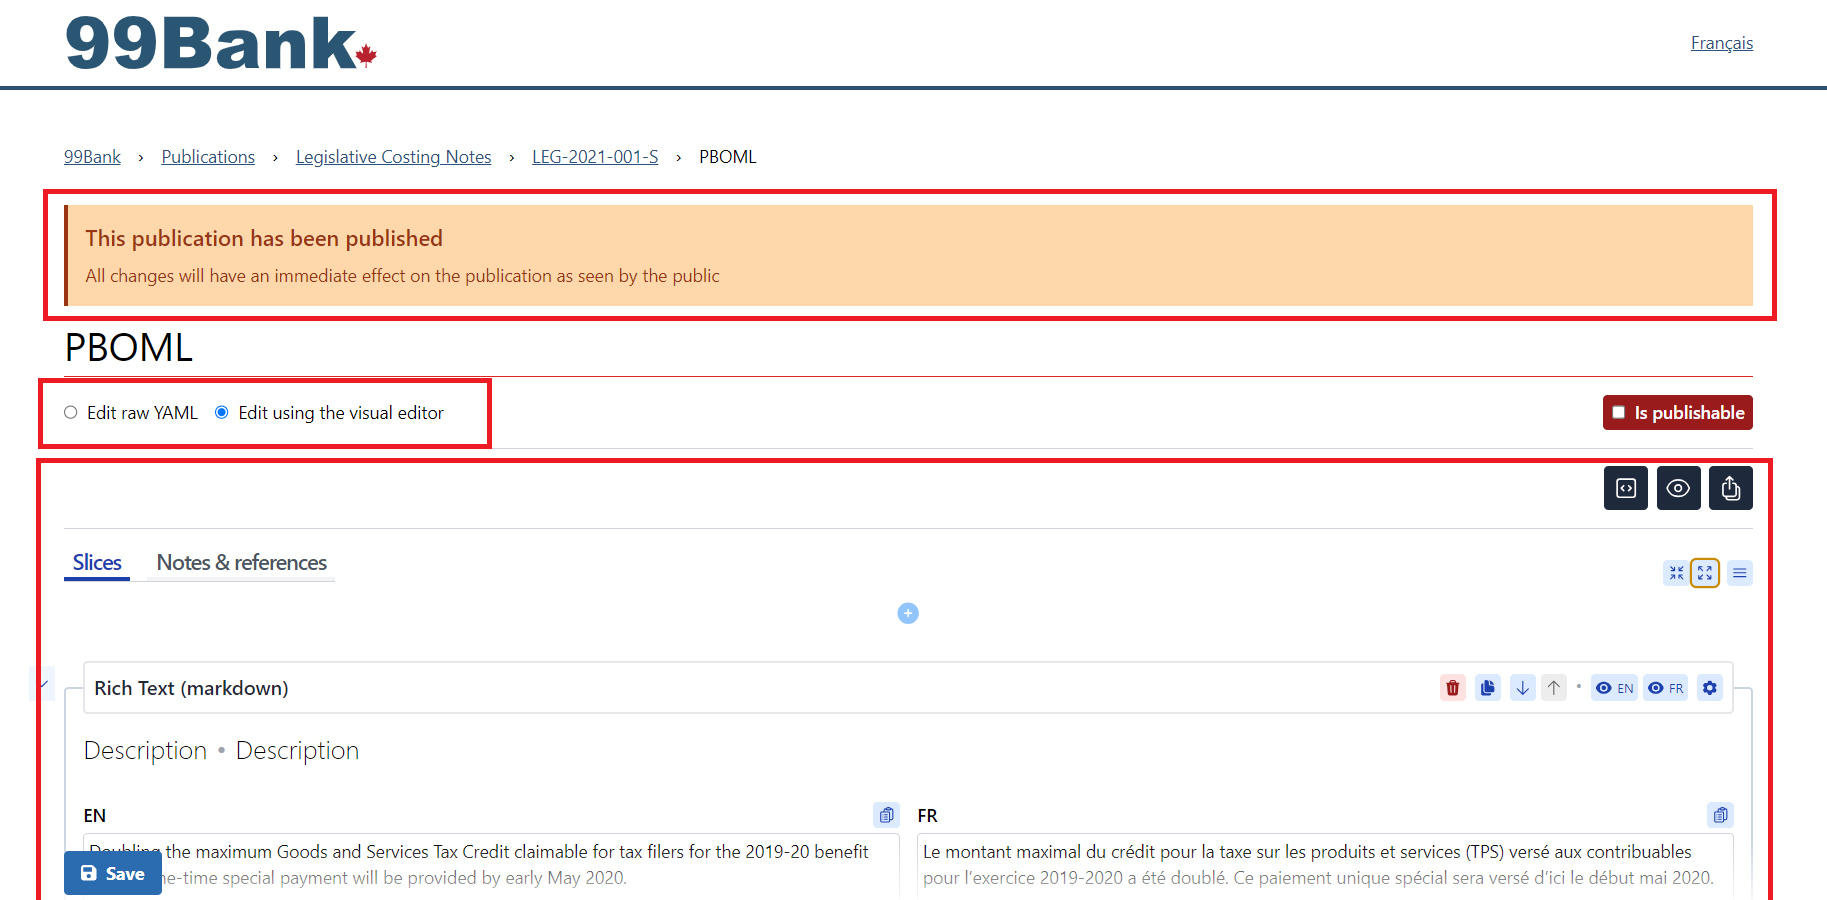 99Bank
Français
99Bank › Publications › Legislative Costing Notes › LEG-2021-001-S › PBOML
This publication has been published
All changes will have an immediate effect on the publication as seen by the public
PBOML
Edit raw YAML Edit using the visual editor
Is publishable
Slices Notes & references
Rich Text (markdown)
EN FR
Description • Description
EN
Doubling the maximum Goods and Services Tax Credit claimable for tax filers for the 2019-20 benefit
ne-time special payment will be provided by early May 2020.
FR
Le montant maximal du crédit pour la taxe sur les produits et services (TPS) versé aux contribuables
pour l’exercice 2019-2020 a été doublé. Ce paiement unique spécial sera versé d’ici le début mai 2020.
Save